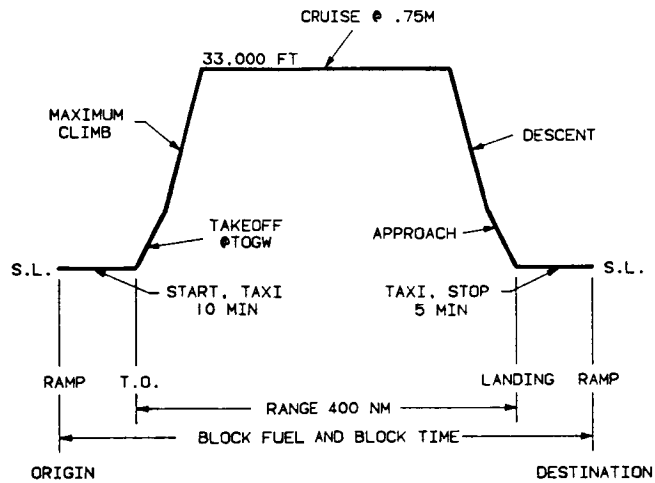 CRUISE @ .75M
33.000 FT
MAXIMUM
CLIMB
DESCENT
TAKEOFF
@TOGW
APPROACH
S.L.
S.L.
START, TAXI
10 MIN
TAXI, STOP
5 MIN
RAMP
T.O.
LANDING
RAMP
RANGE 400 NM
BLOCK FUEL AND BLOCK TIME
ORIGIN
DESTINATION